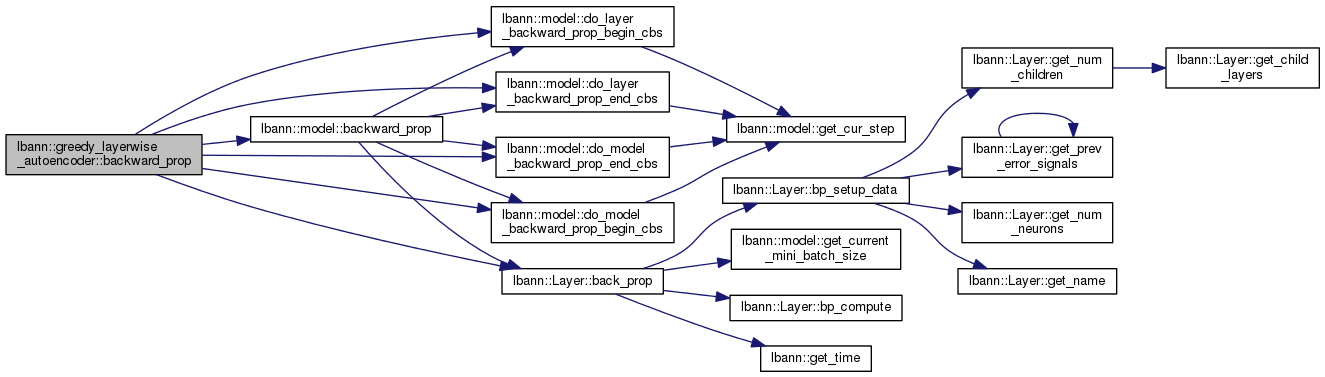 lbann::greedy_layerwise
_autoencoder::backward_prop
lbann::model::backward_prop
lbann::model::do_layer
_backward_prop_begin_cbs
lbann::model::do_layer
_backward_prop_end_cbs
lbann::model::do_model
_backward_prop_end_cbs
lbann::model::do_model
_backward_prop_begin_cbs
lbann::Layer::back_prop
lbann::model::get_cur_step
lbann::Layer::bp_setup_data
lbann::model::get_current
_mini_batch_size
lbann::Layer::bp_compute
lbann::get_time
lbann::Layer::get_num
_children
lbann::Layer::get_prev
_error_signals
lbann::Layer::get_num
_neurons
lbann::Layer::get_name
lbann::Layer::get_child
_layers